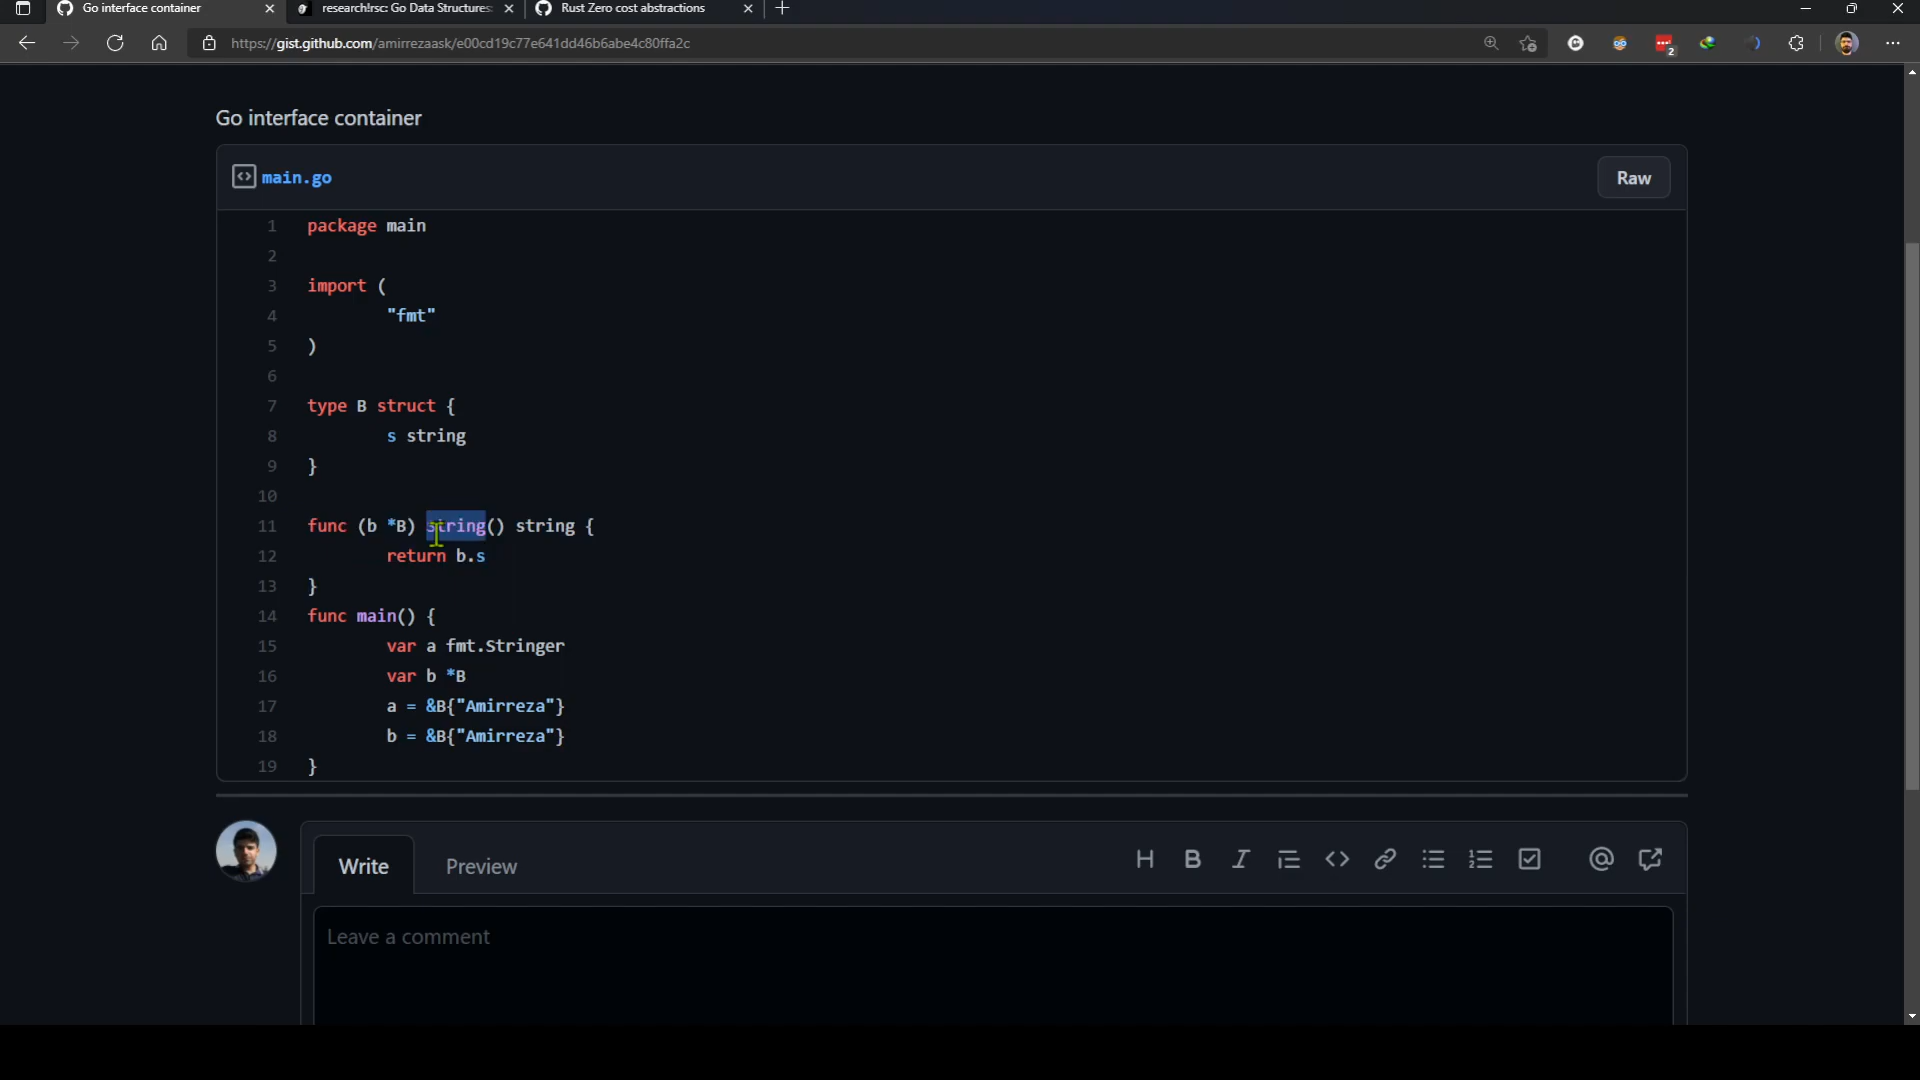 Go interface container
research!rsc: Go Data Structures:
Rust Zero cost abstractions
https://gist.github.com/amirrezaask/e00cd19c77e641dd46b6abe4c80ffa2c
2
Go interface container
main.go
Raw
1 package main
2
3 import (
4 "fmt"
5 )
6
7 type B struct {
8 s string
9 }
10
11 func (b *B) string() string {
12 return b.s
13 }
14 func main() {
15 var a fmt.Stringer
16 var b *B
17 a = &B{"Amirreza"}
18 b = &B{"Amirreza"}
19 }
Write
Preview
Leave a comment